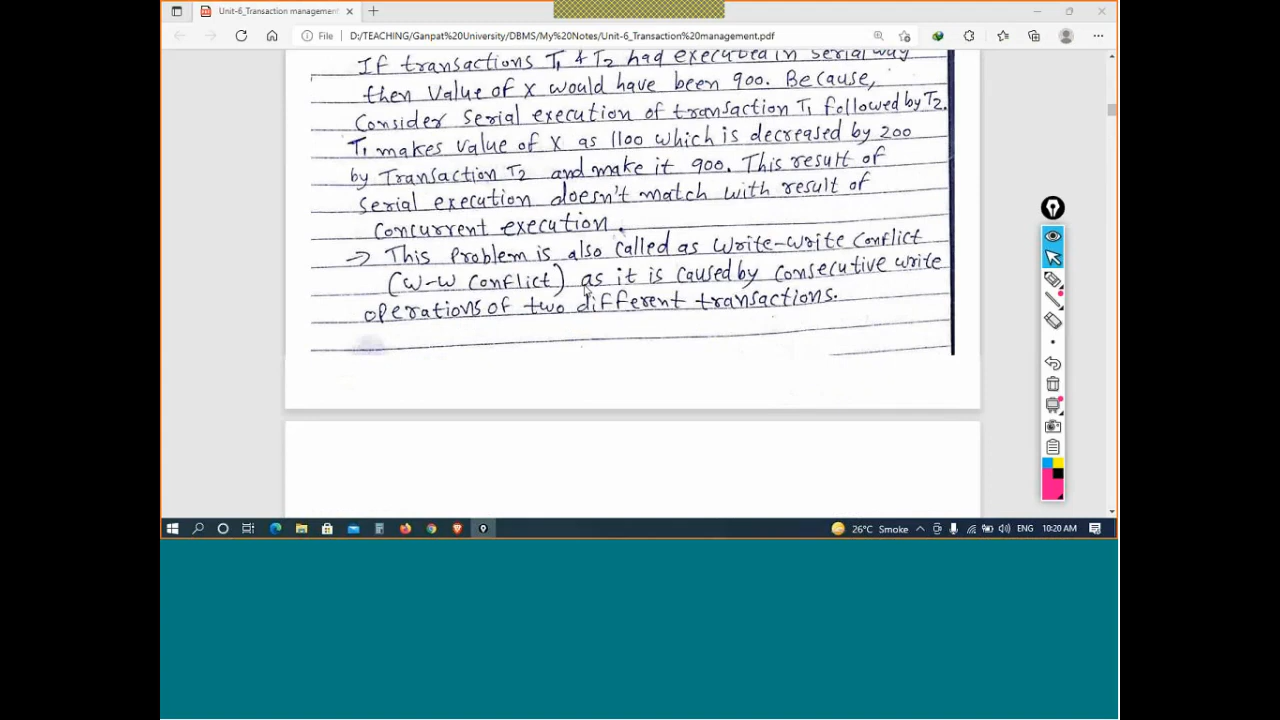 Unit-6_Transaction management
File
D:/TEACHING/Ganpat%20University/DBMS/My%20Notes/Unit-6_Transaction%20management.pdf
If transactions T1 & T2 had executed in serial way
then value of X would have been 900. Because,
Consider serial execution of transaction T1 followed by T2.
T1 makes value of X as 1100 which is decreased by 200
by Transaction T2 and make it 900. This result of
serial execution doesn't match with result of
concurrent execution.
→ This Problem is also called as write-write conflict
(W-W conflict) as it is caused by consecutive write
operations of two different transactions.
26°C Smoke
ENG
10:20 AM